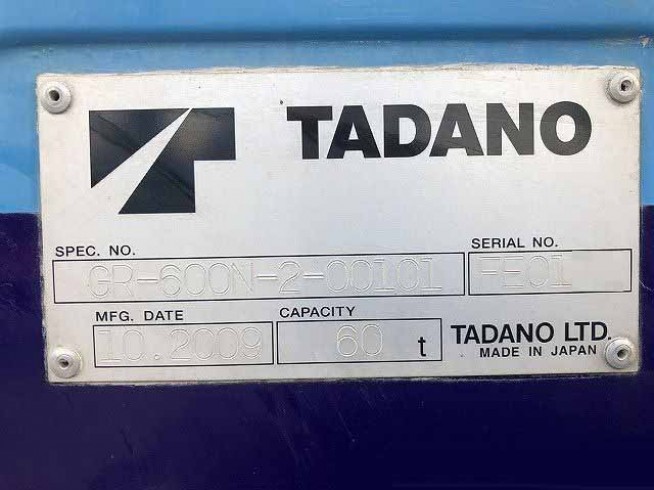 TADANO
SPEC. NO. SERIAL NO.
GR-600N-2-00101 FE01
MFG. DATE CAPACITY
10.2009 60 t TADANO LTD.
MADE IN JAPAN